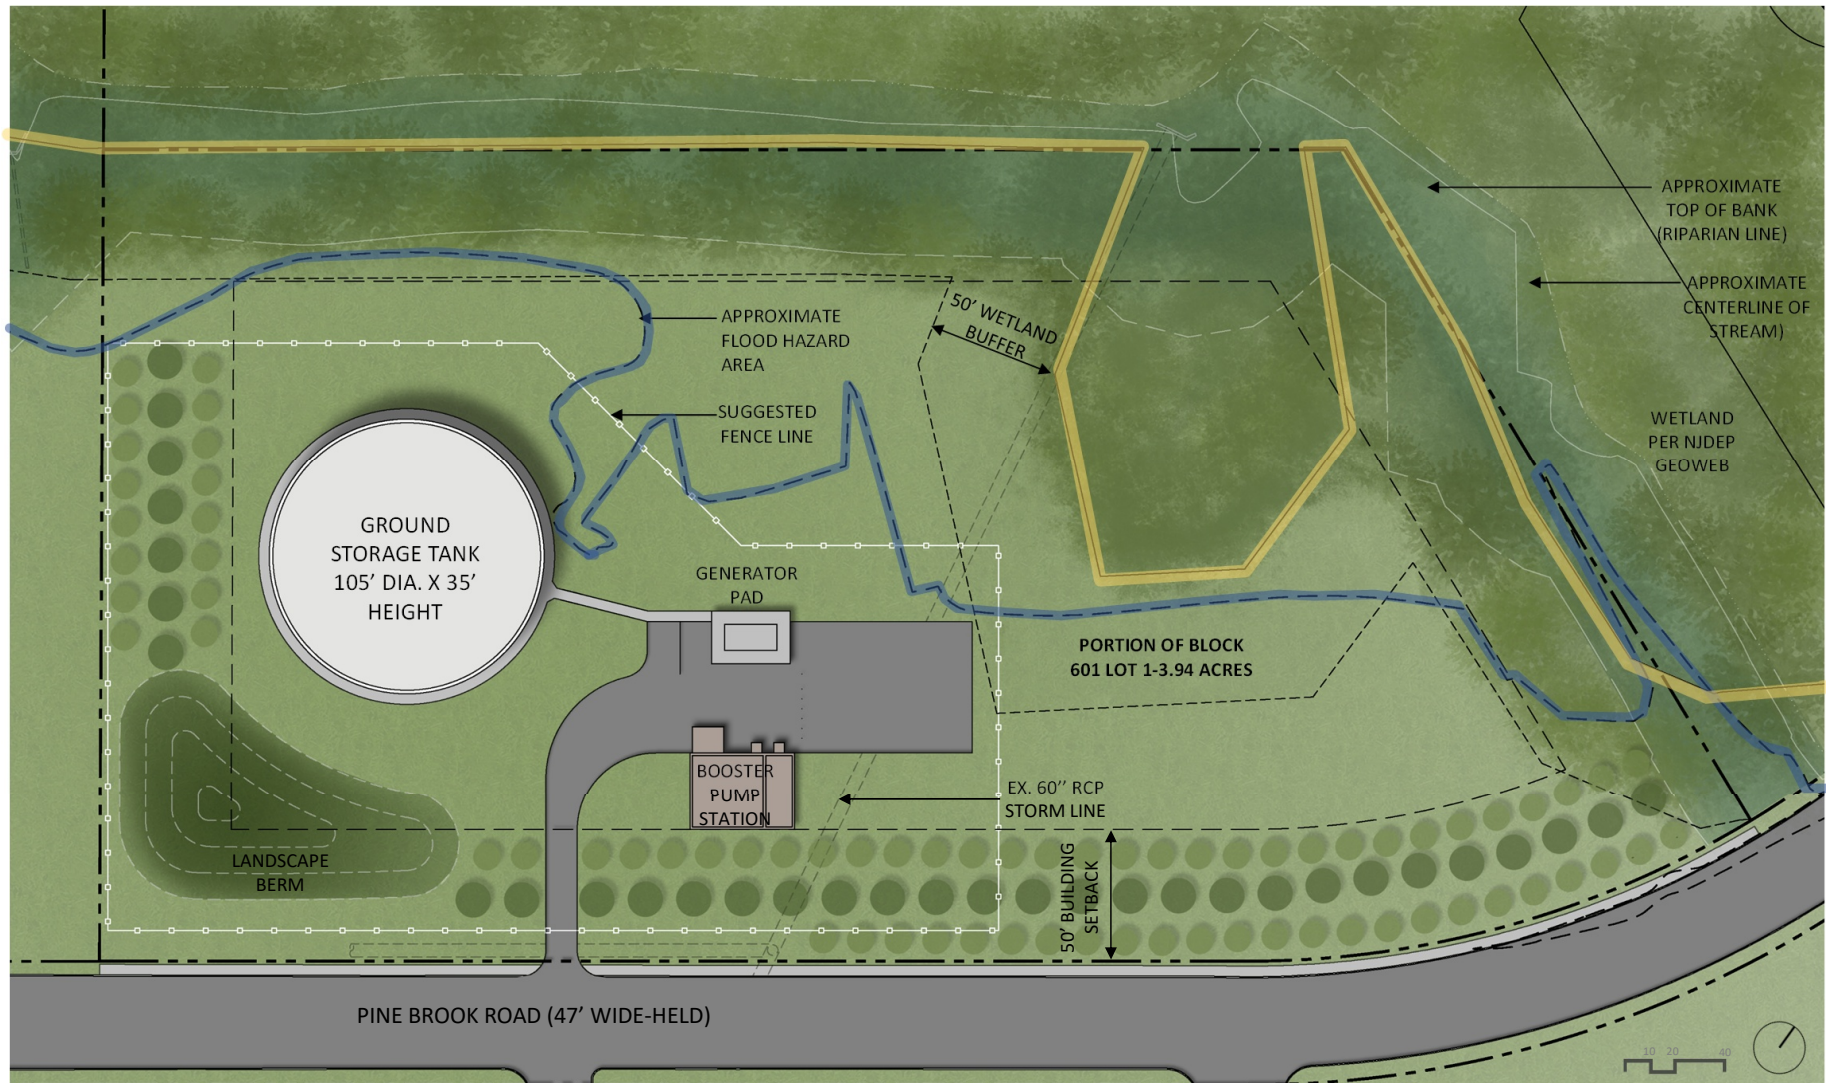 APPROXIMATE
TOP OF BANK
(RIPARIAN LINE)
APPROXIMATE
CENTERLINE OF
STREAM)
50' WETLAND
BUFFER
APPROXIMATE
FLOOD HAZARD
AREA
SUGGESTED
FENCE LINE
WETLAND
PER NJDEP
GEOWEB
GROUND
STORAGE TANK
105' DIA. X 35'
HEIGHT
GENERATOR
PAD
PORTION OF BLOCK
601 LOT 1-3.94 ACRES
BOOSTER
PUMP
STATION
EX. 60'' RCP
STORM LINE
LANDSCAPE
BERM
50' BUILDING
SETBACK
PINE BROOK ROAD (47' WIDE-HELD)
10 20 40